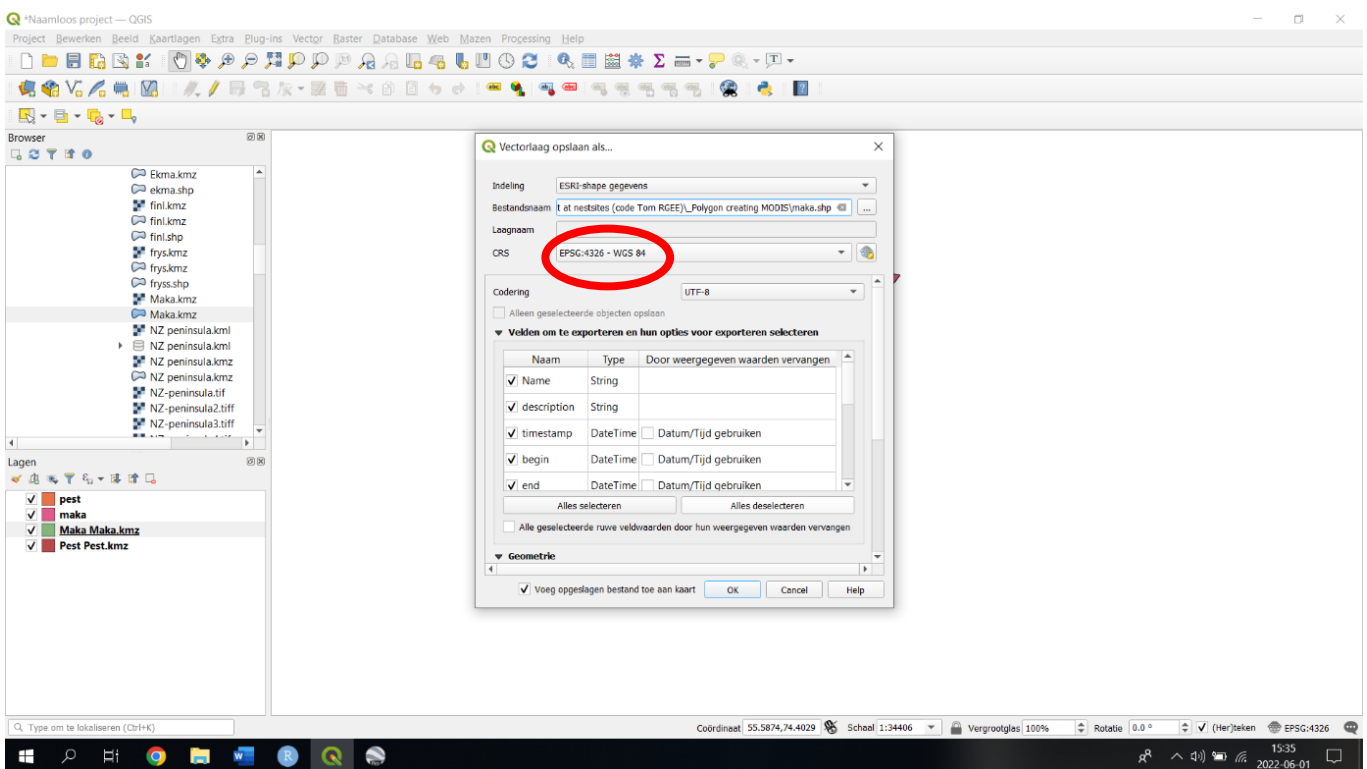 *Naamloos project — QGIS
Project Bewerken Beeld Kaartlagen Extra Plug-ins Vector Raster Database Web Mazen Processing Help
Browser
Ekma.kmz
ekma.shp
finl.kmz
finl.kmz
finl.shp
frys.kmz
frys.kmz
fryss.shp
Maka.kmz
Maka.kmz
NZ peninsula.kml
NZ peninsula.kml
NZ peninsula.kmz
NZ peninsula.kmz
NZ-peninsula.tif
NZ-peninsula2.tiff
NZ-peninsula3.tiff
Lagen
pest
maka
Maka Maka.kmz
Pest Pest.kmz
Vectorlaag opslaan als...
Indeling ESRI-shape gegevens
Bestandsnaam t at nestsites (code Tom RGEE)\_Polygon creating MODIS\maka.shp ...
Laagnaam
CRS EPSG:4326 - WGS 84
Codering UTF-8
Alleen geselecteerde objecten opslaan
Velden om te exporteren en hun opties voor exporteren selecteren
Naam Type Door weergegeven waarden vervangen
Name String
description String
timestamp DateTime Datum/Tijd gebruiken
begin DateTime Datum/Tijd gebruiken
end DateTime Datum/Tijd gebruiken
Alles selecteren Alles deselecteren
Alle geselecteerde ruwe veldwaarden door hun weergegeven waarden vervangen
Geometrie
Voeg opgeslagen bestand toe aan kaart OK Cancel Help
Type om te lokaliseren (Ctrl+K) Coördinaat 55.5874,74.4029 Schaal 1:34406 Vergrootglas 100% Rotatie 0.0 ° (Her)teken EPSG:4326
15:35
2022-06-01